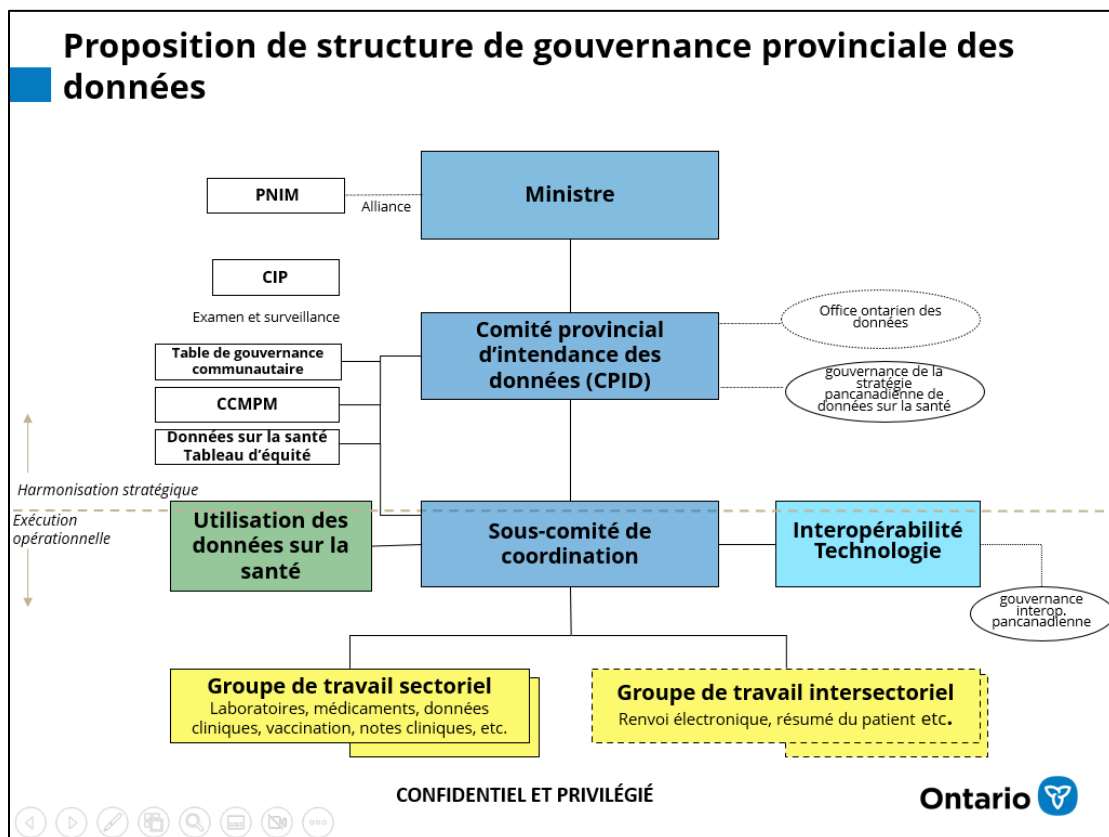 Proposition de structure de gouvernance provinciale des
données
PNIM
Alliance
Ministre
CIP
Examen et surveillance
Comité provincial
d’intendance des
données (CPID)
Office ontarien des
données
gouvernance de la
stratégie
pancanadienne de
données sur la santé
Table de gouvernance
communautaire
CCMPM
Données sur la santé
Tableau d’équité
Harmonisation stratégique
Exécution
opérationnelle
Utilisation des
données sur la
santé
Sous-comité de
coordination
Interopérabilité
Technologie
gouvernance
interop.
pancanadienne
Groupe de travail sectoriel
Laboratoires, médicaments, données
cliniques, vaccination, notes cliniques, etc.
Groupe de travail intersectoriel
Renvoi électronique, résumé du patient etc.
CONFIDENTIEL ET PRIVILÉGIÉ
Ontario